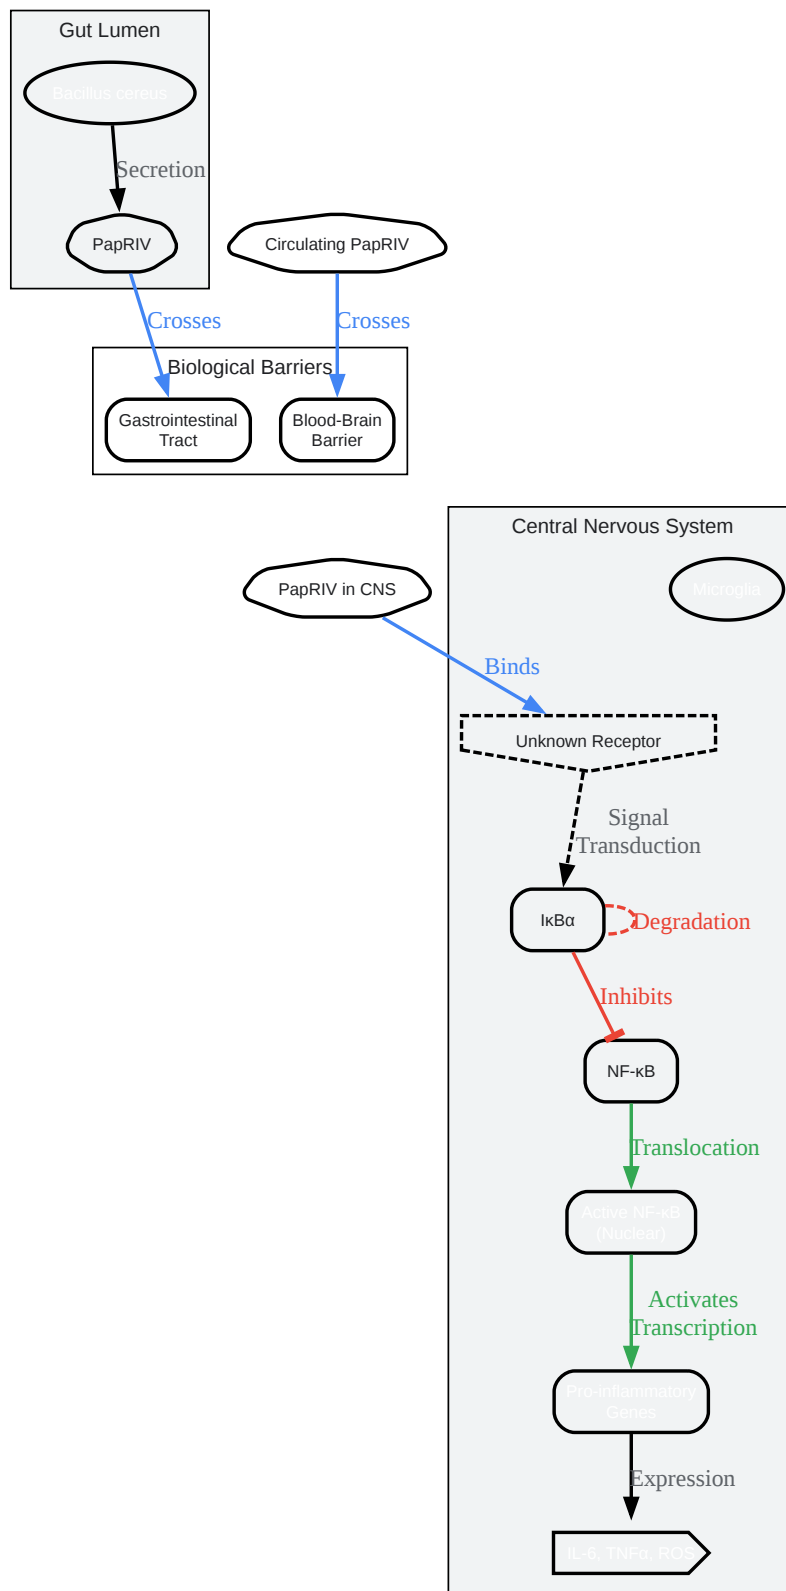 Gut Lumen
Bacillus cereus
Secretion
PapRIV
Circulating PapRIV
Crosses
Crosses
Biological Barriers
Gastrointestinal
Tract
Blood-Brain
Barrier
Central Nervous System
PapRIV in CNS
Microglia
Binds
Unknown Receptor
Signal
Transduction
IκBα
Degradation
Inhibits
NF-κB
Translocation
Active NF-κB
(Nuclear)
Activates
Transcription
Pro-inflammatory
Genes
Expression
IL-6, TNFα, ROS